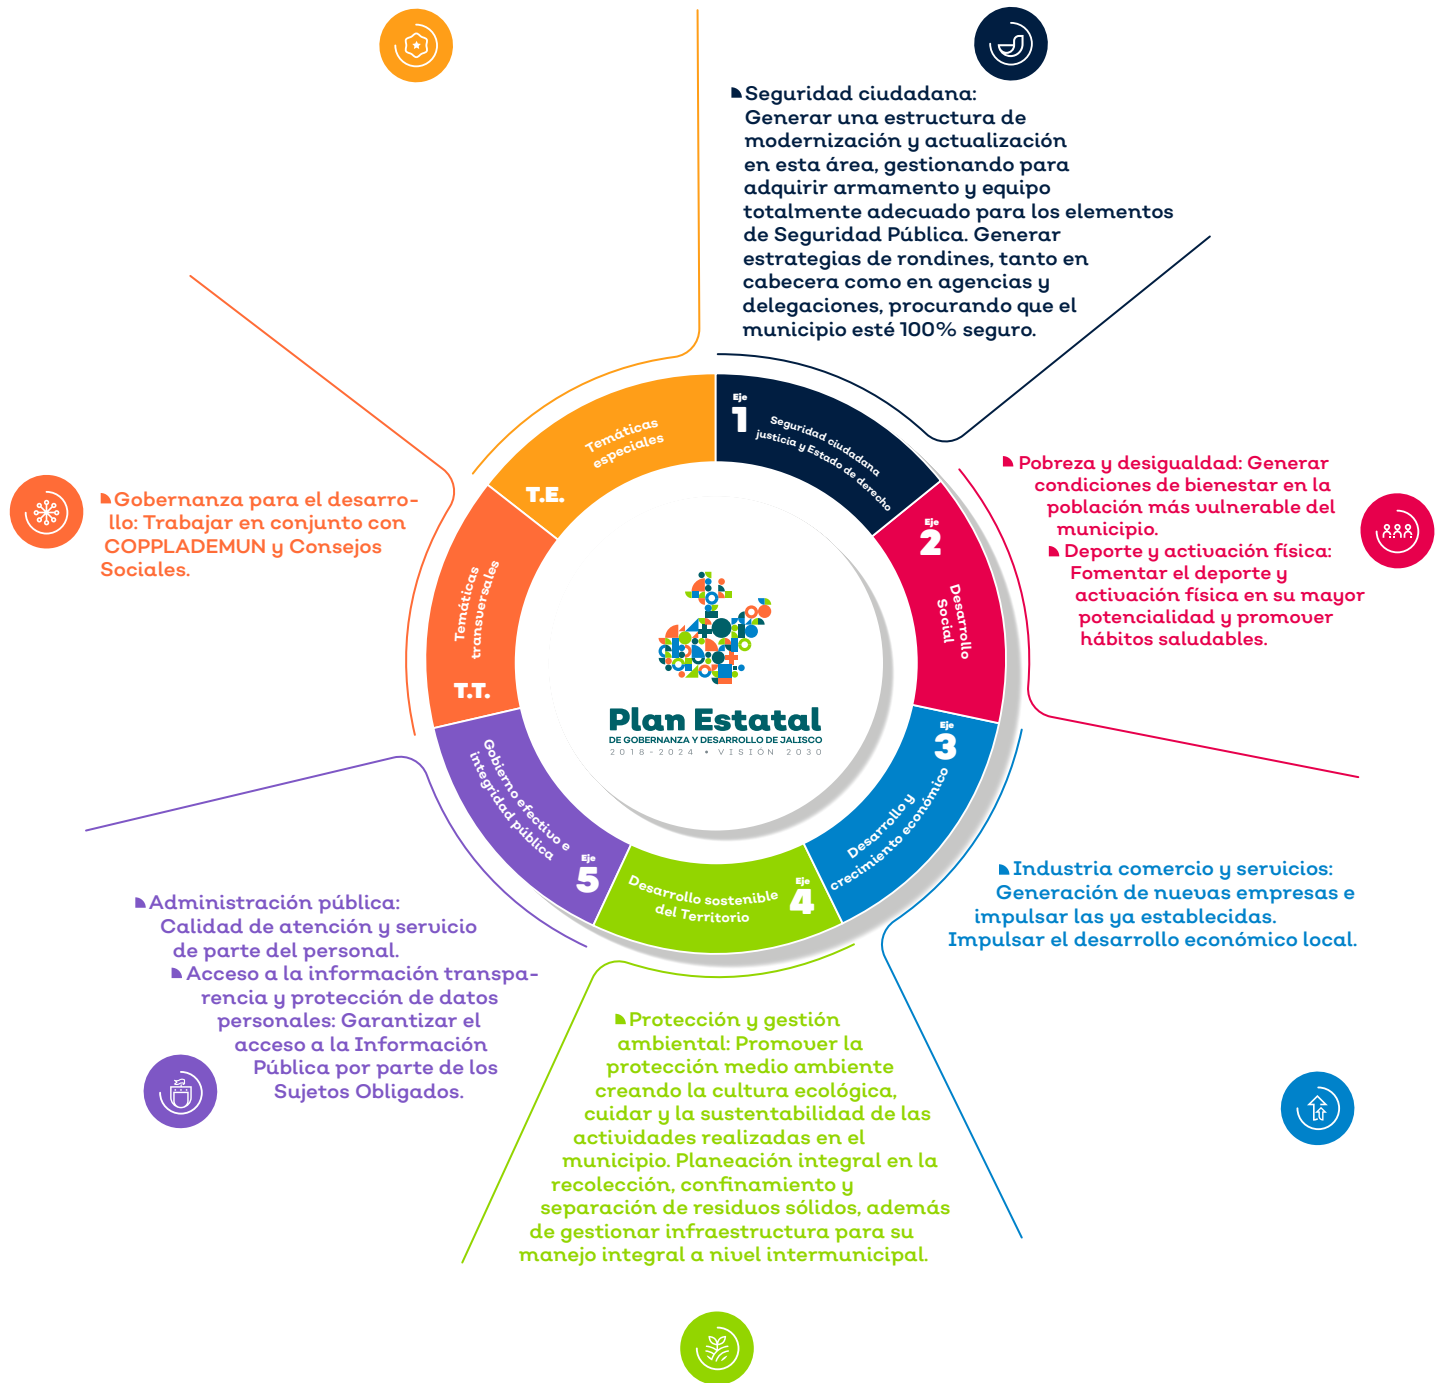 Seguridad ciudadana:
Generar una estructura de
modernización y actualización
en esta área, gestionando para
adquirir armamento y equipo
totalmente adecuado para los elementos
de Seguridad Pública. Generar
estrategias de rondines, tanto en
cabecera como en agencias y
delegaciones, procurando que el
municipio esté 100% seguro.
Eje
1
Seguridad ciudadana
justicia y Estado de derecho
Pobreza y desigualdad: Generar
condiciones de bienestar en la
población más vulnerable del
municipio.
Deporte y activación física:
Fomentar el deporte y
activación física en su mayor
potencialidad y promover
hábitos saludables.
Eje
2
Desarrollo
Social
Eje
3
Desarrollo y
crecimiento económico
Industria comercio y servicios:
Generación de nuevas empresas e
impulsar las ya establecidas.
Impulsar el desarrollo económico local.
Eje
4
Desarrollo sostenible
del Territorio
Protección y gestión
ambiental: Promover la
protección medio ambiente
creando la cultura ecológica,
cuidar y la sustentabilidad de las
actividades realizadas en el
municipio. Planeación integral en la
recolección, confinamiento y
separación de residuos sólidos, además
de gestionar infraestructura para su
manejo integral a nivel intermunicipal.
Eje
5
Gobierno efectivo e
integridad pública
Administración pública:
Calidad de atención y servicio
de parte del personal.
Acceso a la información transpa-
rencia y protección de datos
personales: Garantizar el
acceso a la Información
Pública por parte de los
Sujetos Obligados.
T.T.
Temáticas
transversales
Gobernanza para el desarro-
llo: Trabajar en conjunto con
COPPLADEMUN y Consejos
Sociales.
T.E.
Temáticas
especiales
Plan Estatal
DE GOBERNANZA Y DESARROLLO DE JALISCO
2018-2024 • VISIÓN 2030